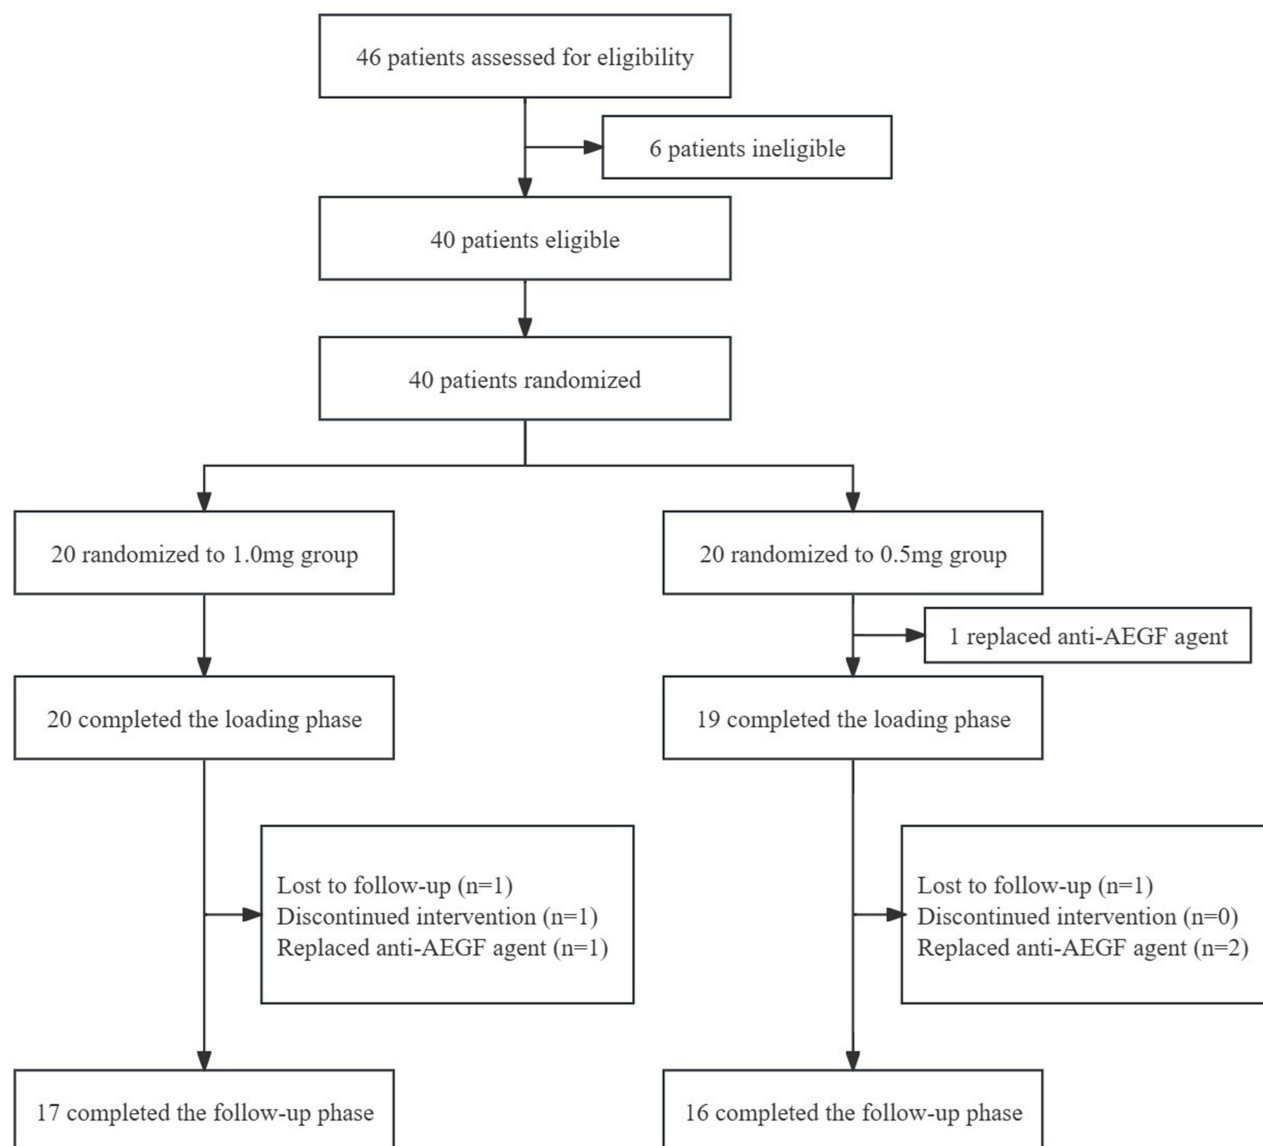 46 patients assessed for eligibility
6 patients ineligible
40 patients eligible
40 patients randomized
20 randomized to 1.0mg group
20 randomized to 0.5mg group
1 replaced anti-AEGF agent
20 completed the loading phase
19 completed the loading phase
Lost to follow-up (n=1)
Discontinued intervention (n=1)
Replaced anti-AEGF agent (n=1)
Lost to follow-up (n=1)
Discontinued intervention (n=0)
Replaced anti-AEGF agent (n=2)
17 completed the follow-up phase
16 completed the follow-up phase